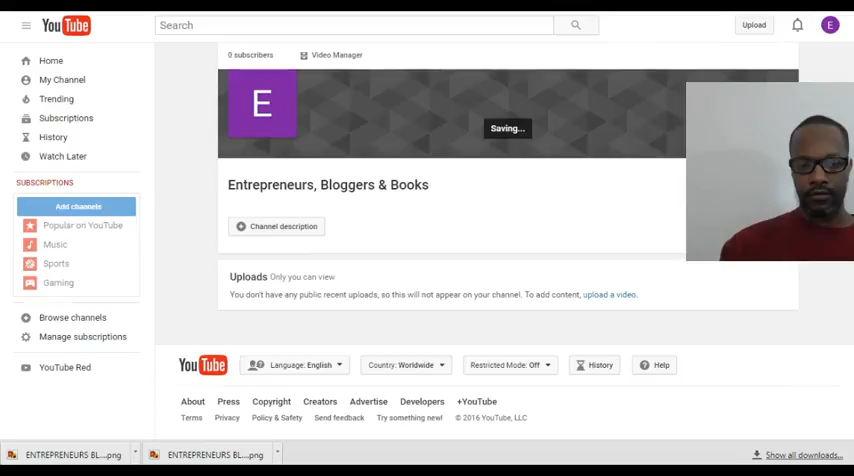 YouTube
Search
Upload
E
Home
My Channel
Trending
Subscriptions
History
Watch Later
SUBSCRIPTIONS
Add channels
Popular on YouTube
Music
Sports
Gaming
Browse channels
Manage subscriptions
YouTube Red
0 subscribers
Video Manager
E
Saving...
Entrepreneurs, Bloggers & Books
Channel description
Uploads Only you can view
You don't have any public recent uploads, so this will not appear on your channel. To add content, upload a video.
YouTube
Language: English
Country: Worldwide
Restricted Mode: Off
History
Help
About Press Copyright Creators Advertise Developers +YouTube
Terms Privacy Policy & Safety Send feedback Try something new! © 2016 YouTube, LLC
ENTREPRENEURS BL....png
ENTREPRENEURS BL....png
Show all downloads...